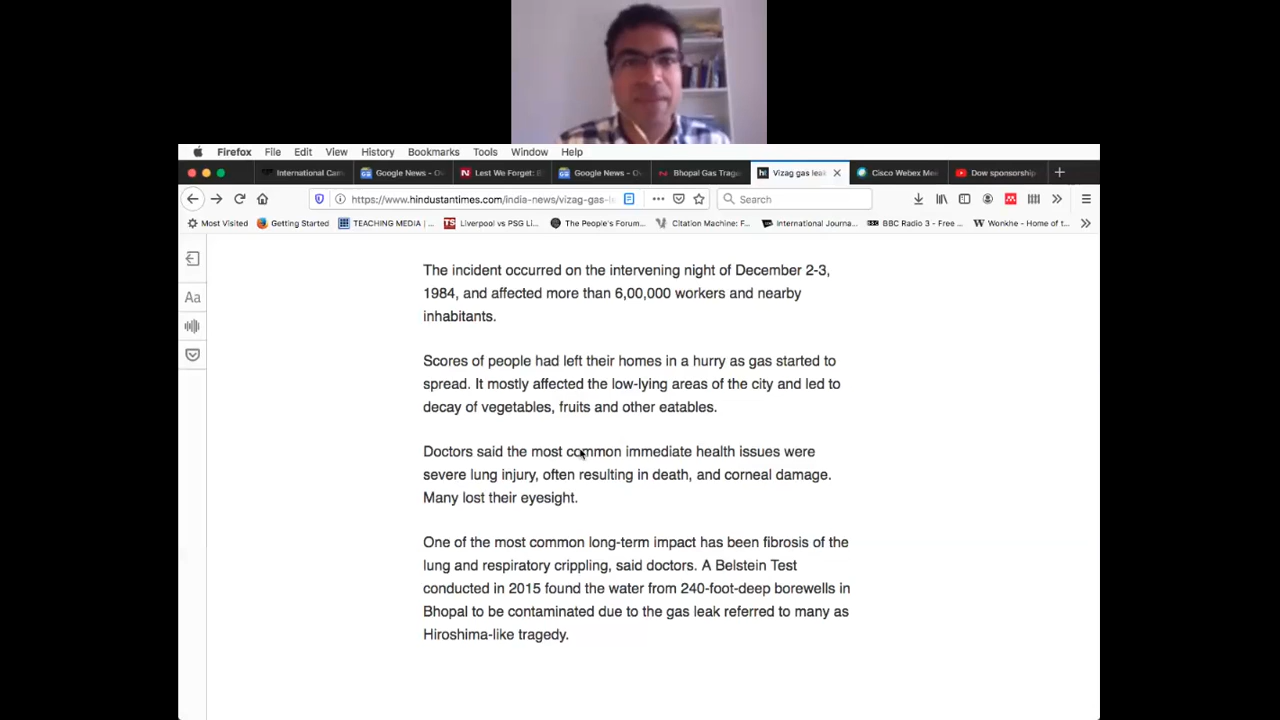 Firefox File Edit View History Bookmarks Tools Window Help
International Cam Google News - Ov Lest We Forget: E Google News - Ov Bhopal Gas Trage Vizag gas leak Cisco Webex Mee Dow sponsorship
https://www.hindustantimes.com/india-news/vizag-gas-l Search
Most Visited Getting Started TEACHING MEDIA |... Liverpool vs PSG Li... The People's Forum... Citation Machine: F... International Journa... BBC Radio 3 - Free ... Wonkhe - Home of t...
The incident occurred on the intervening night of December 2-3,
1984, and affected more than 6,00,000 workers and nearby
inhabitants.
Aa
Scores of people had left their homes in a hurry as gas started to
spread. It mostly affected the low-lying areas of the city and led to
decay of vegetables, fruits and other eatables.
Doctors said the most common immediate health issues were
severe lung injury, often resulting in death, and corneal damage.
Many lost their eyesight.
One of the most common long-term impact has been fibrosis of the
lung and respiratory crippling, said doctors. A Belstein Test
conducted in 2015 found the water from 240-foot-deep borewells in
Bhopal to be contaminated due to the gas leak referred to many as
Hiroshima-like tragedy.